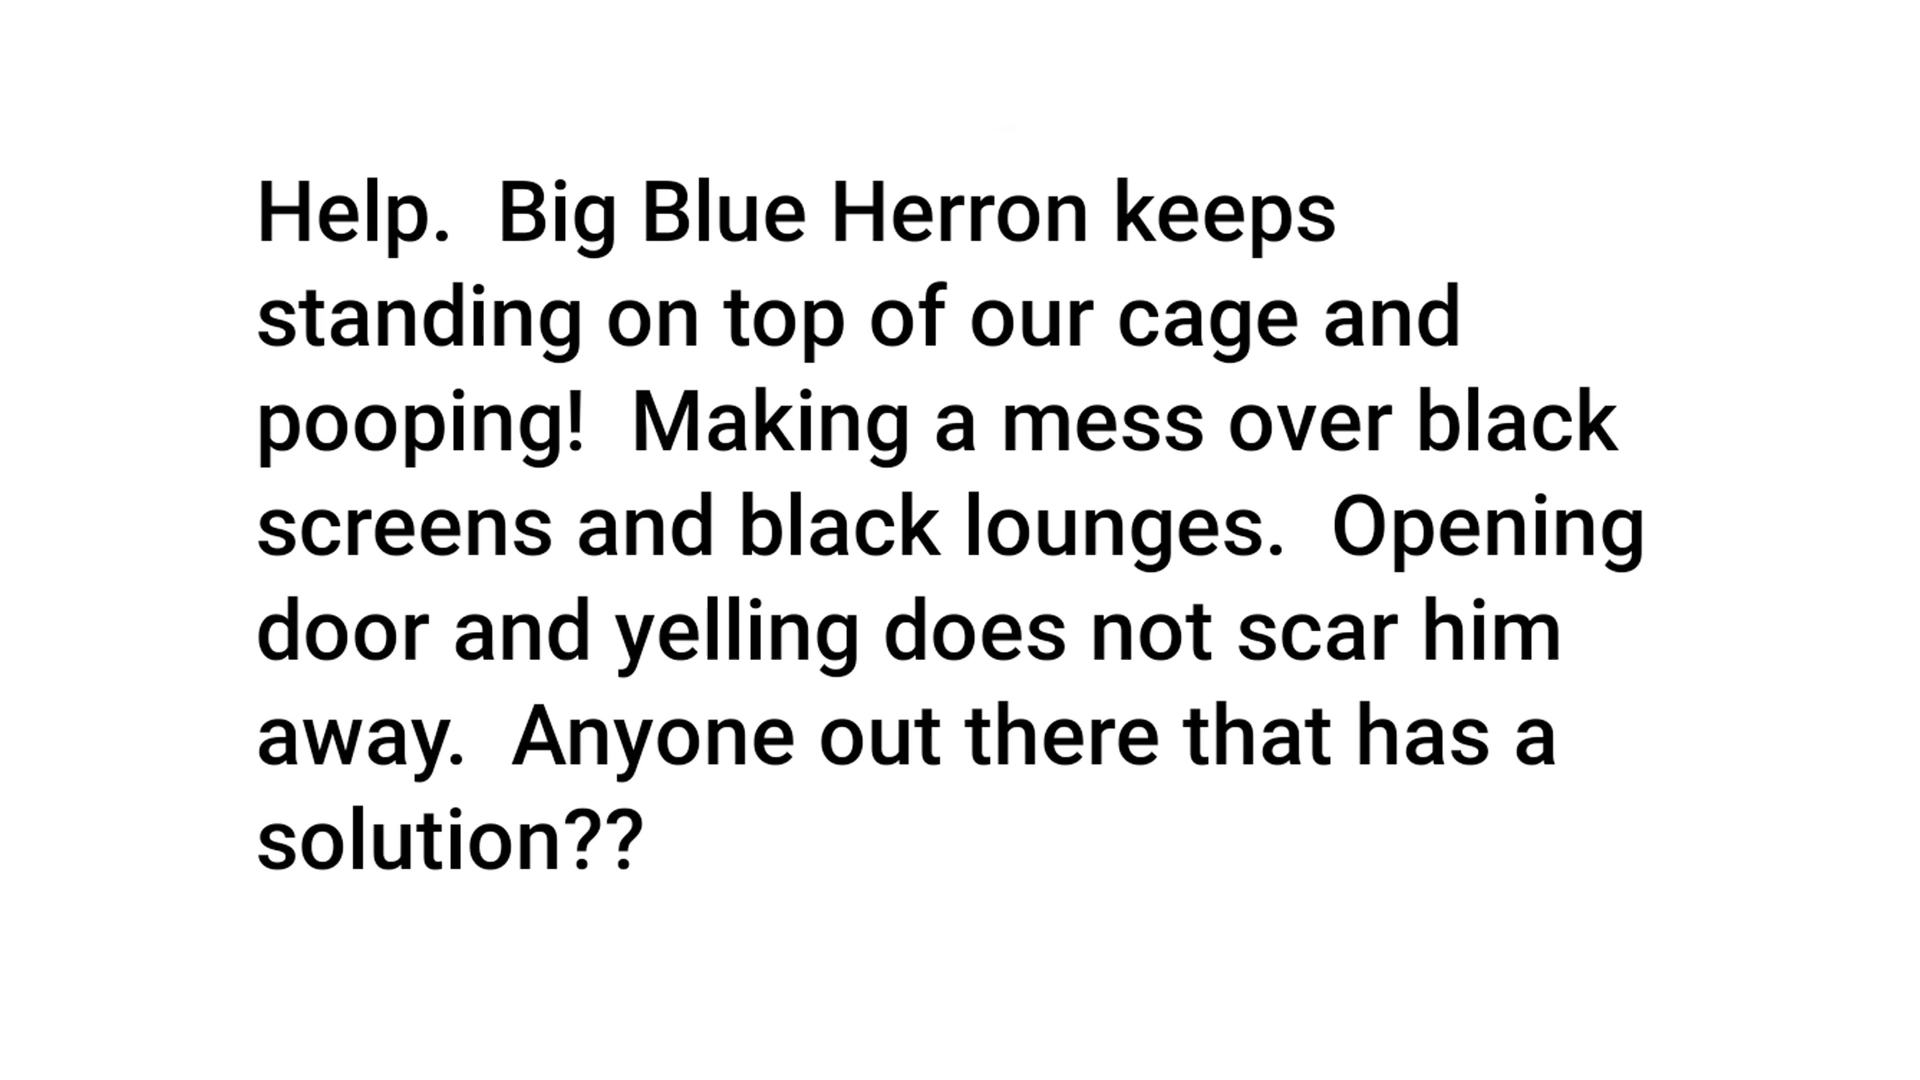 Help.  Big Blue Herron keeps
standing on top of our cage and
pooping!  Making a mess over black
screens and black lounges.  Opening
door and yelling does not scar him
away.  Anyone out there that has a
solution??